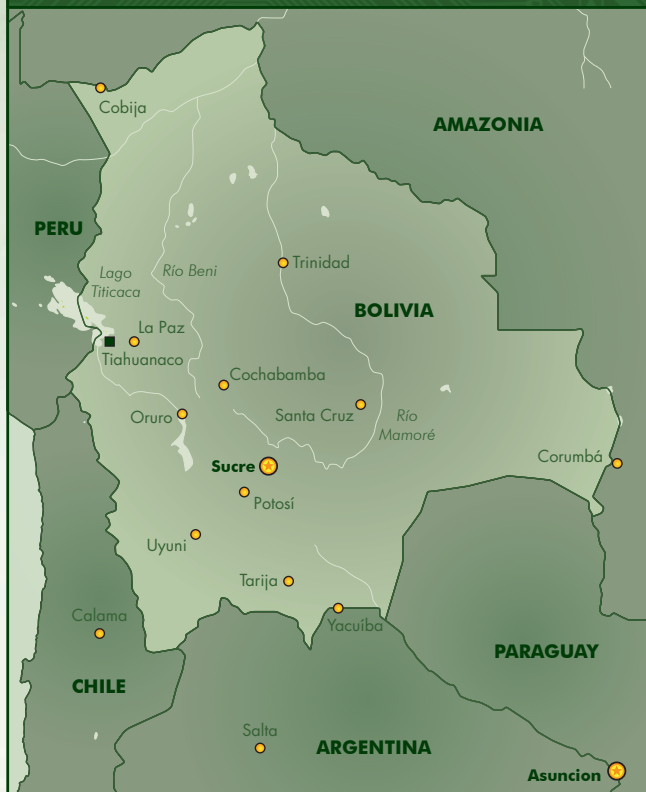 Cobija
AMAZONIA
PERU
Lago
Titicaca
Río Beni
Trinidad
BOLIVIA
La Paz
Tiahuanaco
Cochabamba
Oruro
Santa Cruz
Río
Mamoré
Sucre
Corumbá
Potosí
Uyuni
Tarija
Calama
Yacuiba
PARAGUAY
CHILE
Salta
ARGENTINA
Asuncion